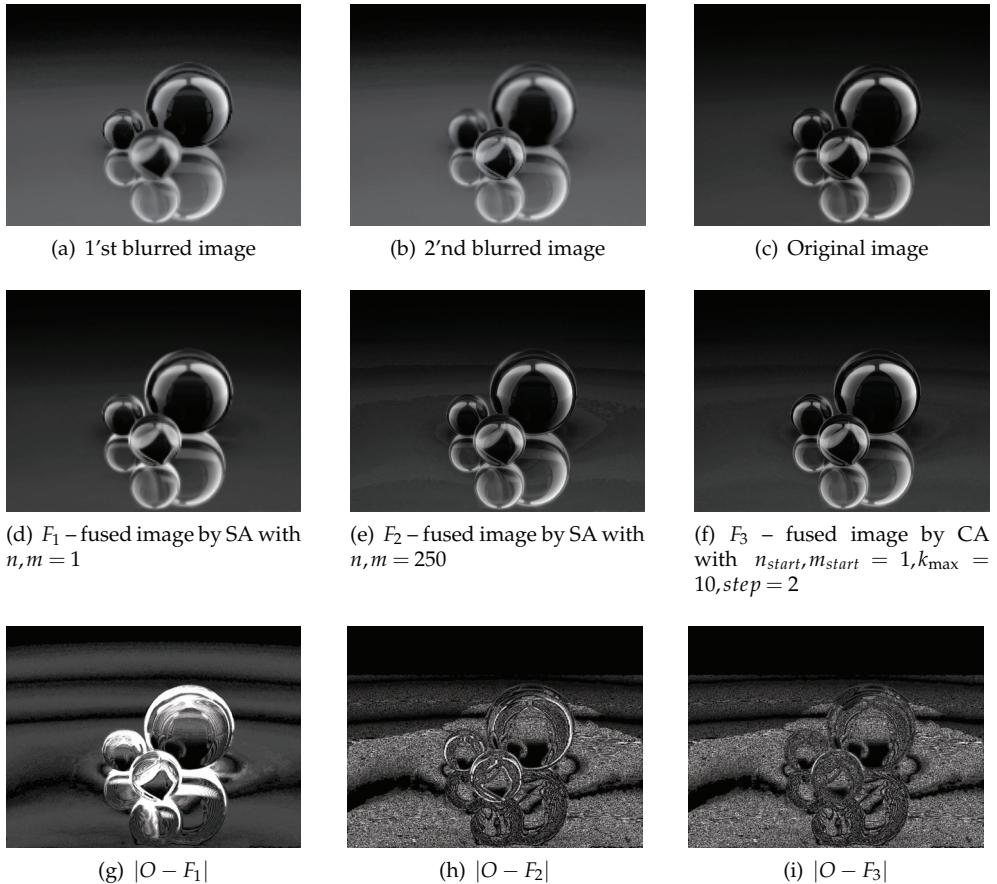 (a) 1'st blurred image
(b) 2'nd blurred image
(c) Original image
(d) F₁ – fused image by SA with
n, m = 1
(e) F₂ – fused image by SA with
n, m = 250
(f) F₃ – fused image by CA
with n_start, m_start = 1, k_max =
10, step = 2
(g) |O − F₁|
(h) |O − F₂|
(i) |O − F₃|